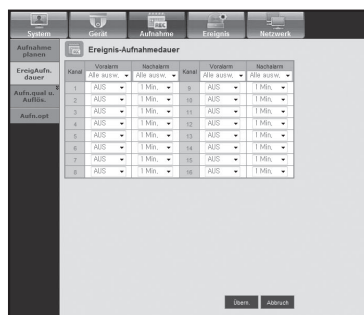 System Gerät Aufnahme Ereignis Netzwerk
Aufnahme planen
EreigAufn. dauer
Aufn.qual u. Auflös.
Aufn.opt
Ereignis-Aufnahmedauer
Kanal Voralarm Nachalarm Kanal Voralarm Nachalarm
Alle ausw. Alle ausw. Alle ausw. Alle ausw.
1 AUS 1 Min. 9 AUS 1 Min.
2 AUS 1 Min. 10 AUS 1 Min.
3 AUS 1 Min. 11 AUS 1 Min.
4 AUS 1 Min. 12 AUS 1 Min.
5 AUS 1 Min. 13 AUS 1 Min.
6 AUS 1 Min. 14 AUS 1 Min.
7 AUS 1 Min. 15 AUS 1 Min.
8 AUS 1 Min. 16 AUS 1 Min.
Übern. Abbruch